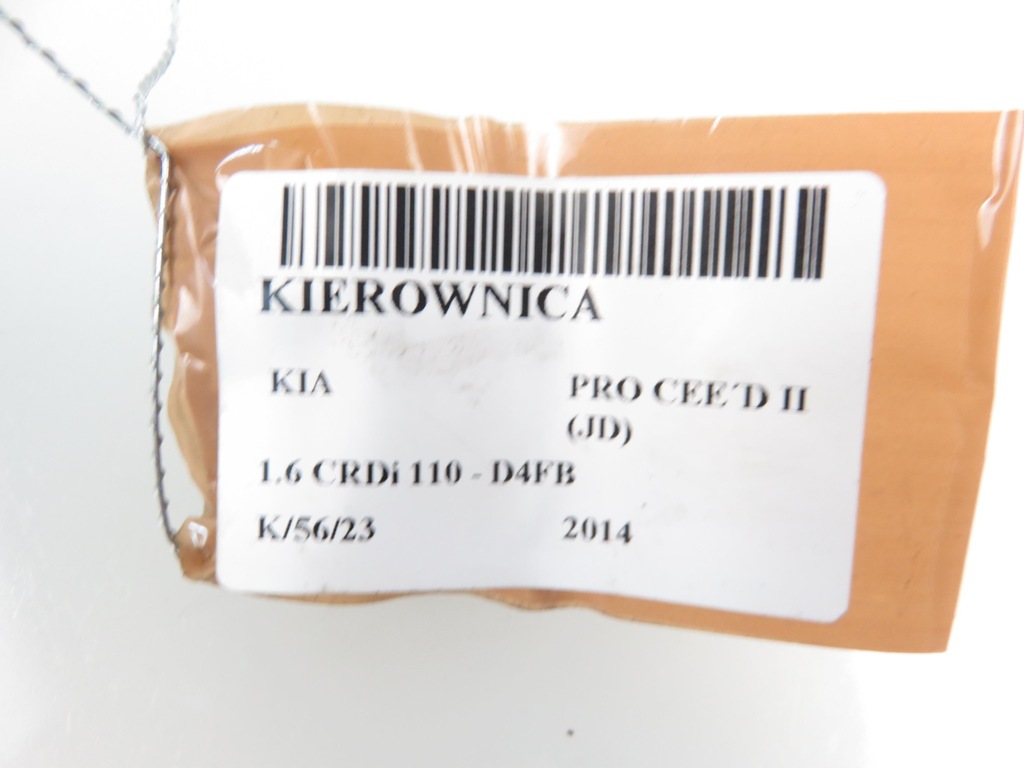 KIEROWNICA
KIA PRO CEE´D II
(JD)
1.6 CRDi 110 - D4FB
K/56/23 2014